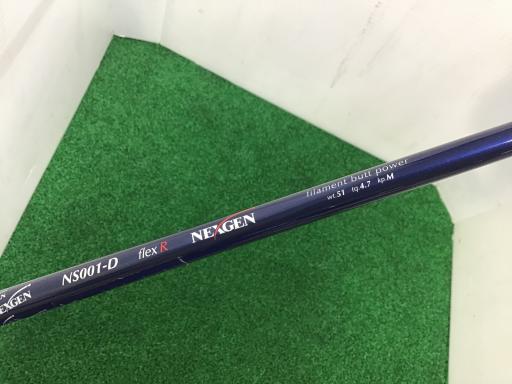 NEXGEN
NS001-D flex R NEXGEN
filament butt power
wt.51 tq.4.7 kp.M